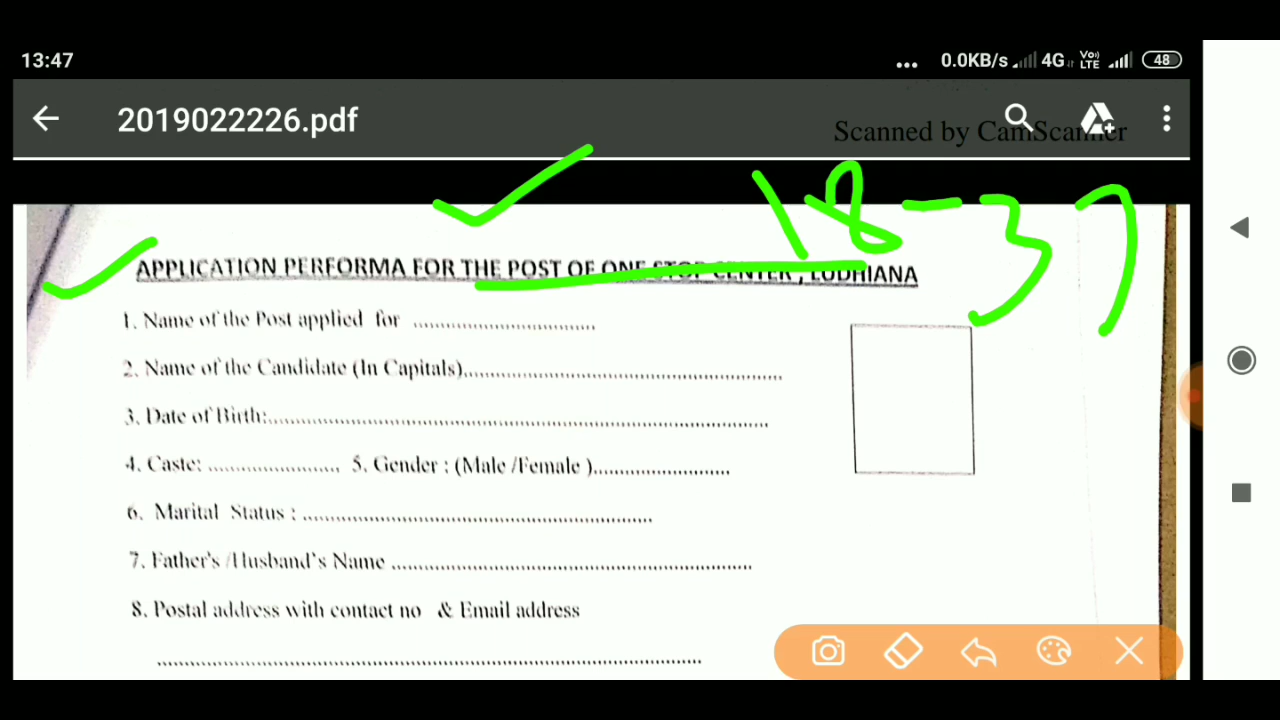 13:47 ... 0.0KB/s 4G Vo) LTE 48
2019022226.pdf
Scanned by CamScanner
18-37
APPLICATION PERFORMA FOR THE POST OF ONE STOP CENTER , LUDHIANA
1. Name of the Post applied for ................................
2. Name of the Candidate (In Capitals)................................
3. Date of Birth:................................
4. Caste: ........................ 5. Gender : (Male /Female )........................
6. Marital Status : ................................
7. Father's /Husband's Name ................................
8. Postal address with contact no & Email address
................................